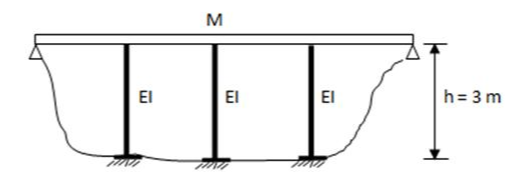 M
EI EI EI h = 3 m